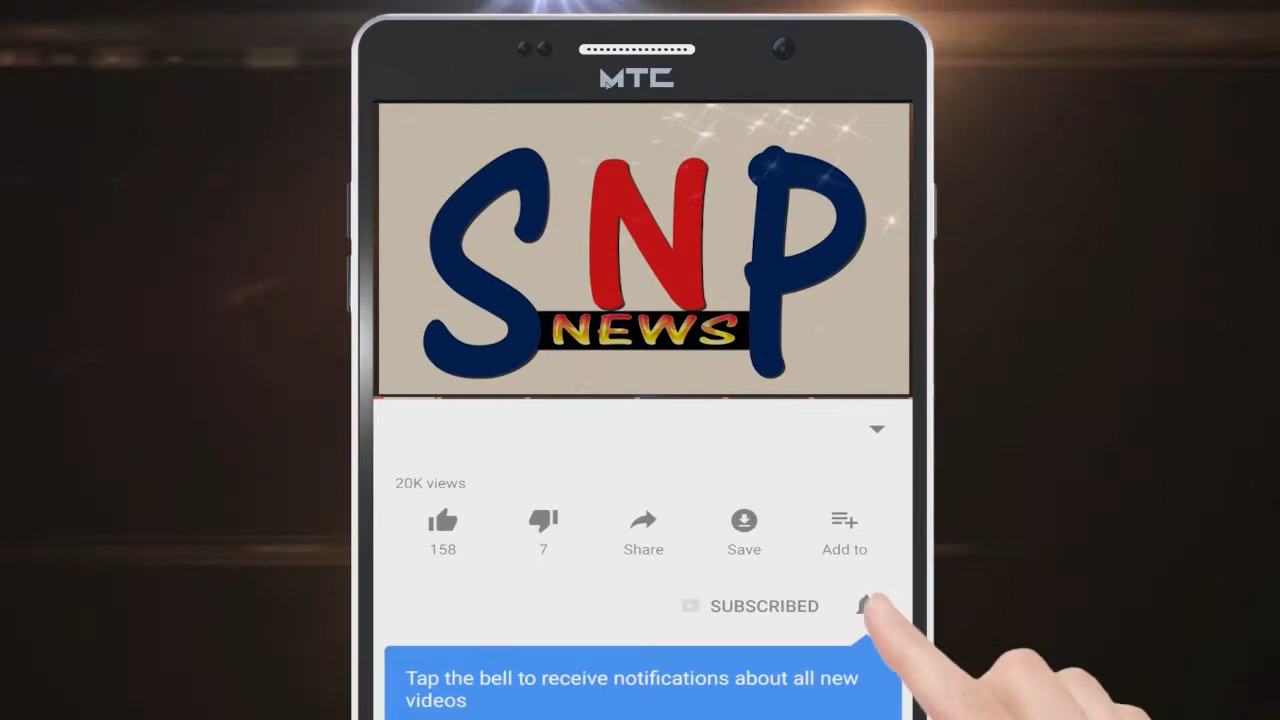 MTC
SNP
NEWS
20K views
158
7
Share
Save
Add to
SUBSCRIBED
Tap the bell to receive notifications about all new
videos